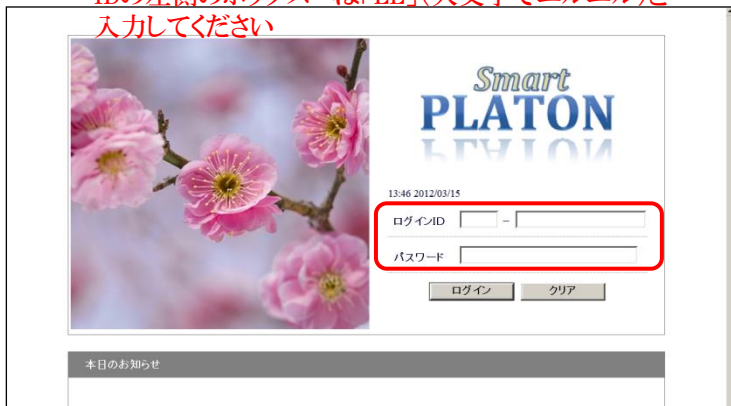 入力してください
Smart
PLATON
13:46 2012/03/15
ログインID －
パスワード
ログイン クリア
本日のお知らせ